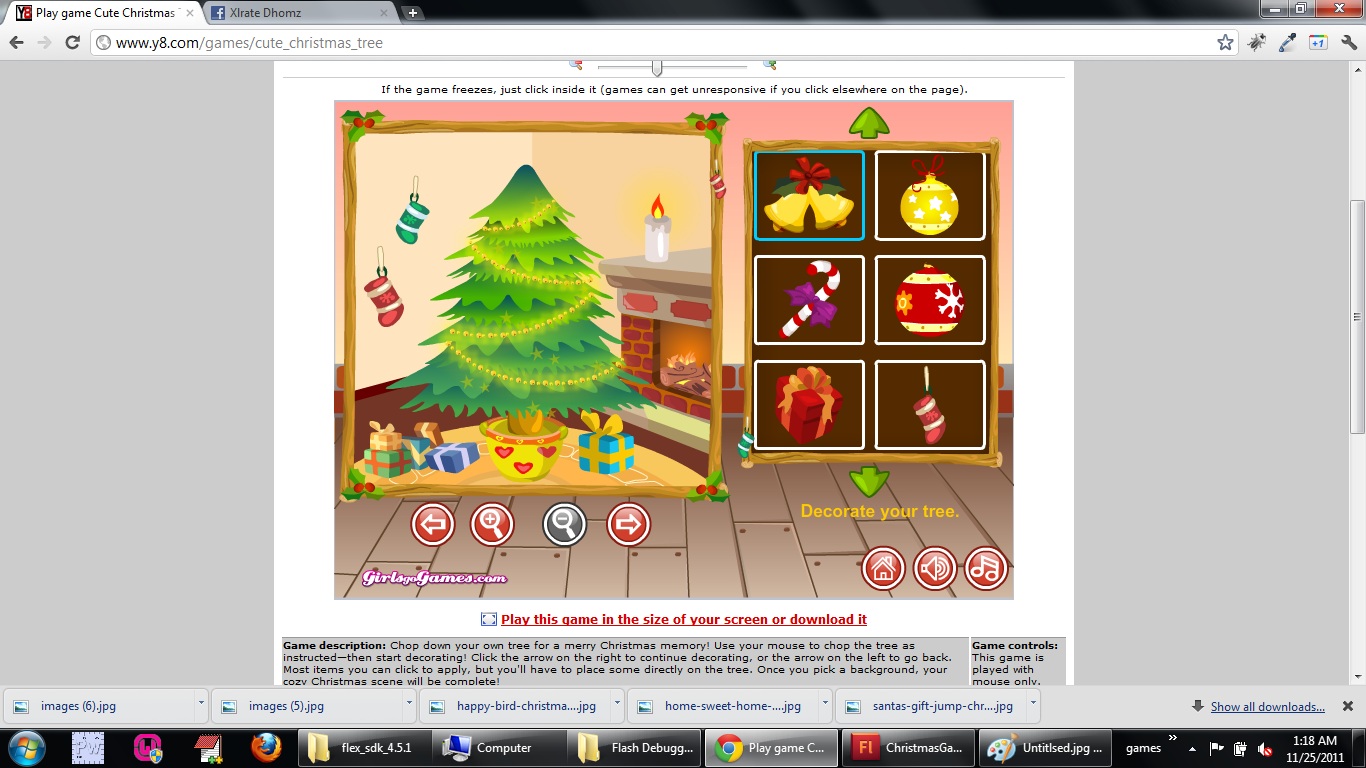 Play game Cute Christmas
Xlrate Dhomz
www.y8.com/games/cute_christmas_tree
+1
If the game freezes, just click inside it (games can get unresponsive if you click elsewhere on the page).
Decorate your tree.
GirlsgoGames.com
Play this game in the size of your screen or download it
Game description: Chop down your own tree for a merry Christmas memory! Use your mouse to chop the tree as
instructed—then start decorating! Click the arrow on the right to continue decorating, or the arrow on the left to go back.
Most items you can click to apply, but you'll have to place some directly on the tree. Once you pick a background, your
cozy Christmas scene will be complete!
Game controls:
This game is
played with
mouse only.
images (6).jpg
images (5).jpg
happy-bird-christma....jpg
home-sweet-home-....jpg
santas-gift-jump-chr....jpg
Show all downloads...
Pw
flex_sdk_4.5.1
Computer
Flash Debugg...
Play game C...
Fl
ChristmasGa...
Untitlsed.jpg ...
games
1:18 AM
11/25/2011